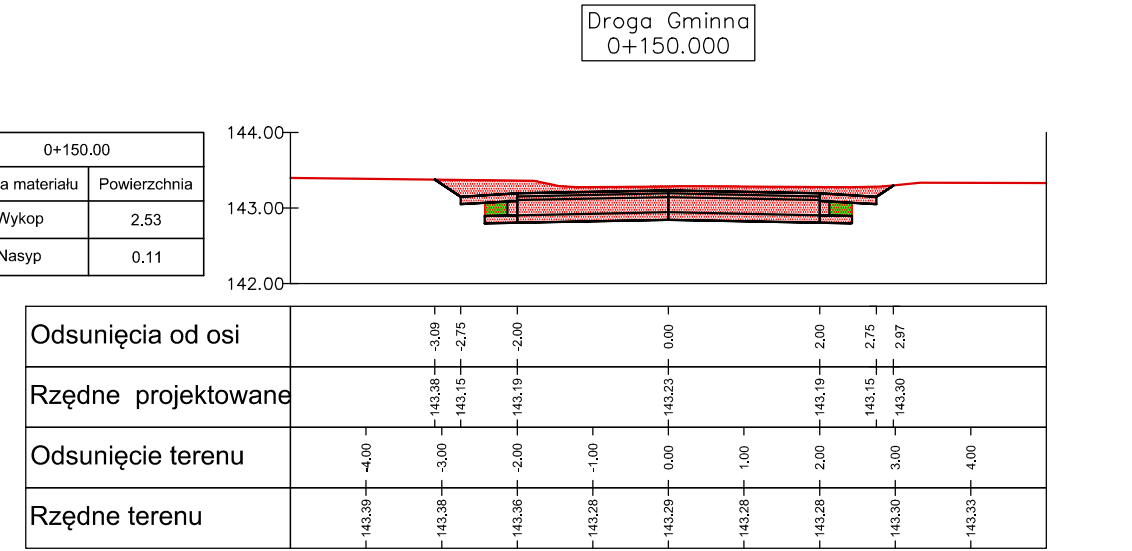 Droga Gminna
0+150.000
0+150.00
a materiału Powierzchnia
Wykop 2.53
Nasyp 0.11
144.00
143.00
142.00
Odsunięcia od osi -3.09 -2.75 -2.00 0.00 2.00 2.75 2.97
Rzędne projektowane 143.38 143.15 143.19 143.23 143.19 143.15 143.30
Odsunięcie terenu -4.00 -3.00 -2.00 -1.00 0.00 1.00 2.00 3.00 4.00
Rzędne terenu 143.39 143.38 143.36 143.28 143.29 143.28 143.28 143.30 143.33